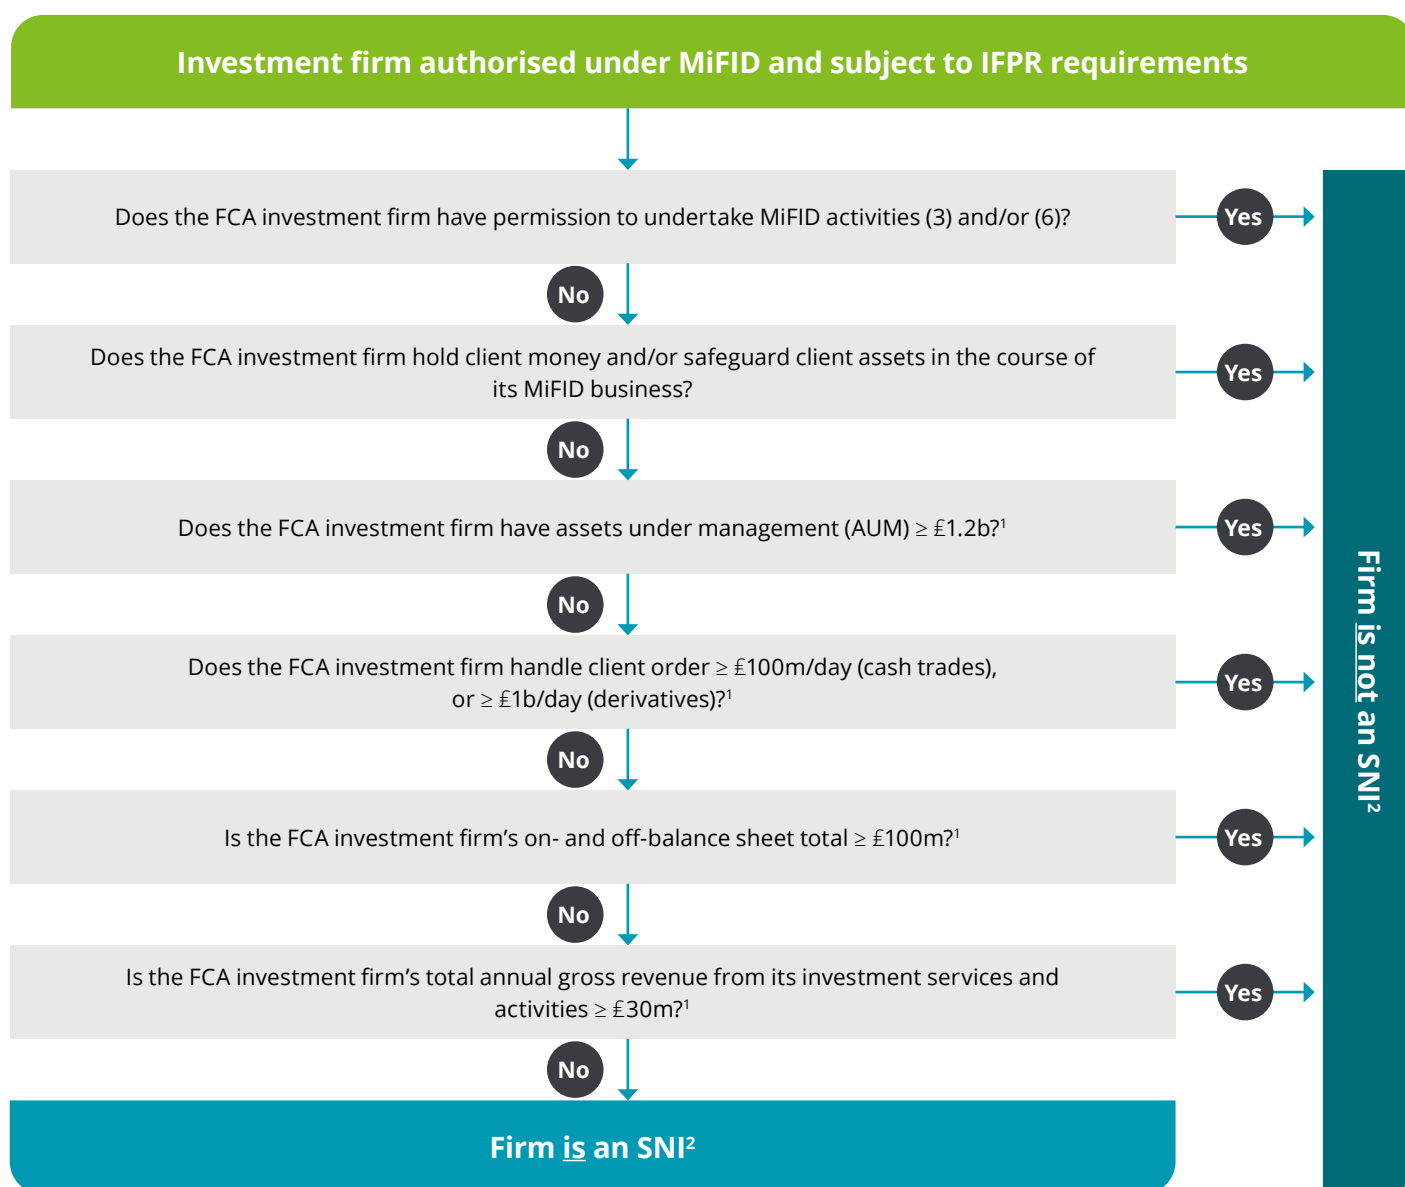 Investment firm authorised under MiFID and subject to IFPR requirements
Does the FCA investment firm have permission to undertake MiFID activities (3) and/or (6)?
Yes
No
Does the FCA investment firm hold client money and/or safeguard client assets in the course of
its MiFID business?
Yes
No
Does the FCA investment firm have assets under management (AUM) ≥ £1.2b?¹
Yes
No
Does the FCA investment firm handle client order ≥ £100m/day (cash trades),
or ≥ £1b/day (derivatives)?¹
Yes
No
Is the FCA investment firm’s on- and off-balance sheet total ≥ £100m?¹
Yes
No
Is the FCA investment firm’s total annual gross revenue from its investment services and
activities ≥ £30m?¹
Yes
No
Firm is an SNI²
Firm is not an SNI²